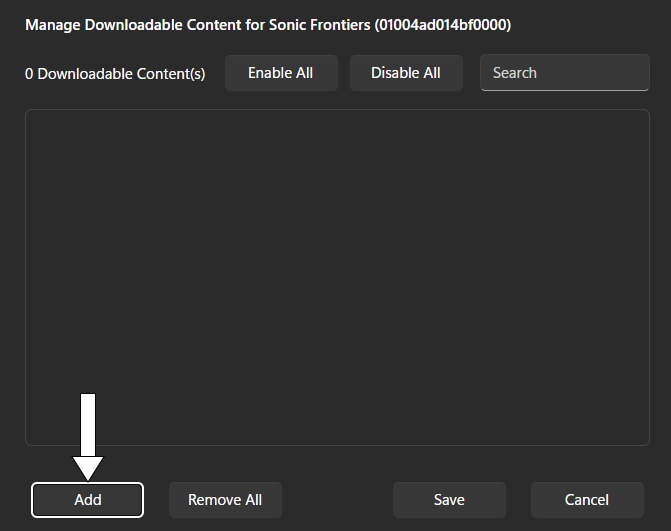 Manage Downloadable Content for Sonic Frontiers (01004ad014bf0000)
0 Downloadable Content(s) Enable All Disable All Search
Add Remove All Save Cancel